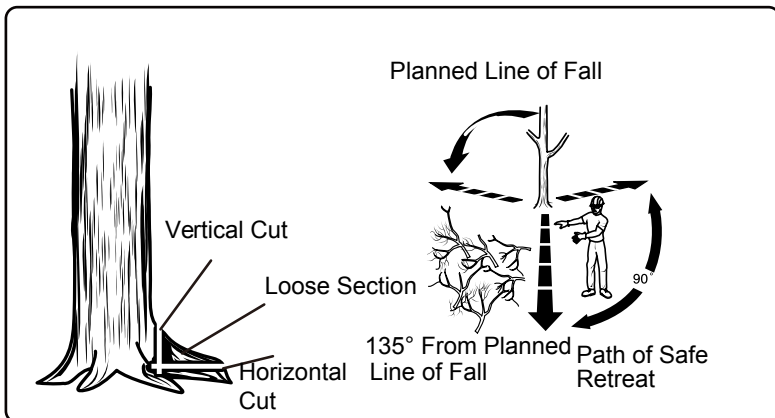 Planned Line of Fall
Vertical Cut
Loose Section
Horizontal
Cut
90°
135° From Planned
Line of Fall
Path of Safe
Retreat